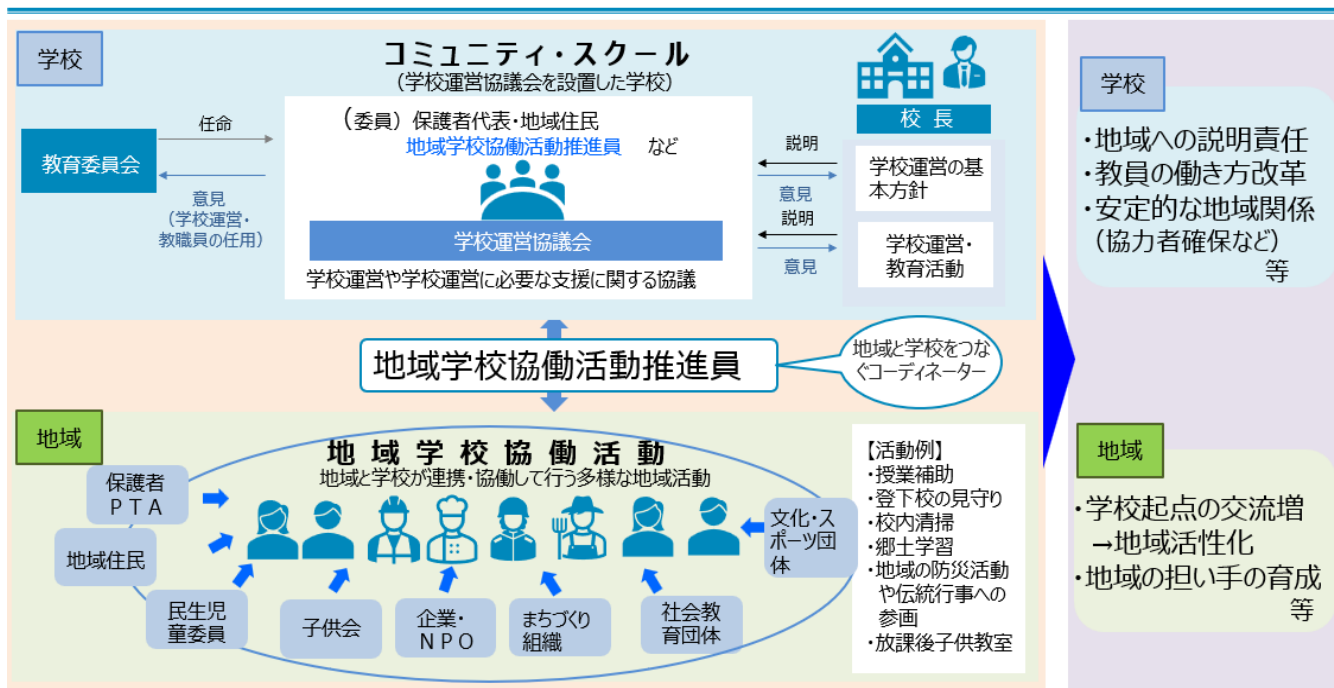 学校
コミュニティ・スクール
（学校運営協議会を設置した学校）
（委員）保護者代表・地域住民
地域学校協働活動推進員　など
学校運営協議会
学校運営や学校運営に必要な支援に関する協議
教育委員会
任命
意見
（学校運営・
教職員の任用）
校 長
説明
意見
学校運営の基
本方針
説明
意見
学校運営・
教育活動
地域学校協働活動推進員
地域と学校をつな
ぐコーディネーター
地域
地 域 学 校 協 働 活 動
地域と学校が連携・協働して行う多様な地域活動
保護者
ＰＴＡ
地域住民
民生児
童委員
子供会
企業・
ＮＰＯ
まちづくり
組織
社会教
育団体
文化・ス
ポーツ団
体
【活動例】
・授業補助
・登下校の見守り
・校内清掃
・郷土学習
・地域の防災活動
や伝統行事への
参画
・放課後子供教室
学校
・地域への説明責任
・教員の働き方改革
・安定的な地域関係
（協力者確保など）
等
地域
・学校起点の交流増
→地域活性化
・地域の担い手の育成
等